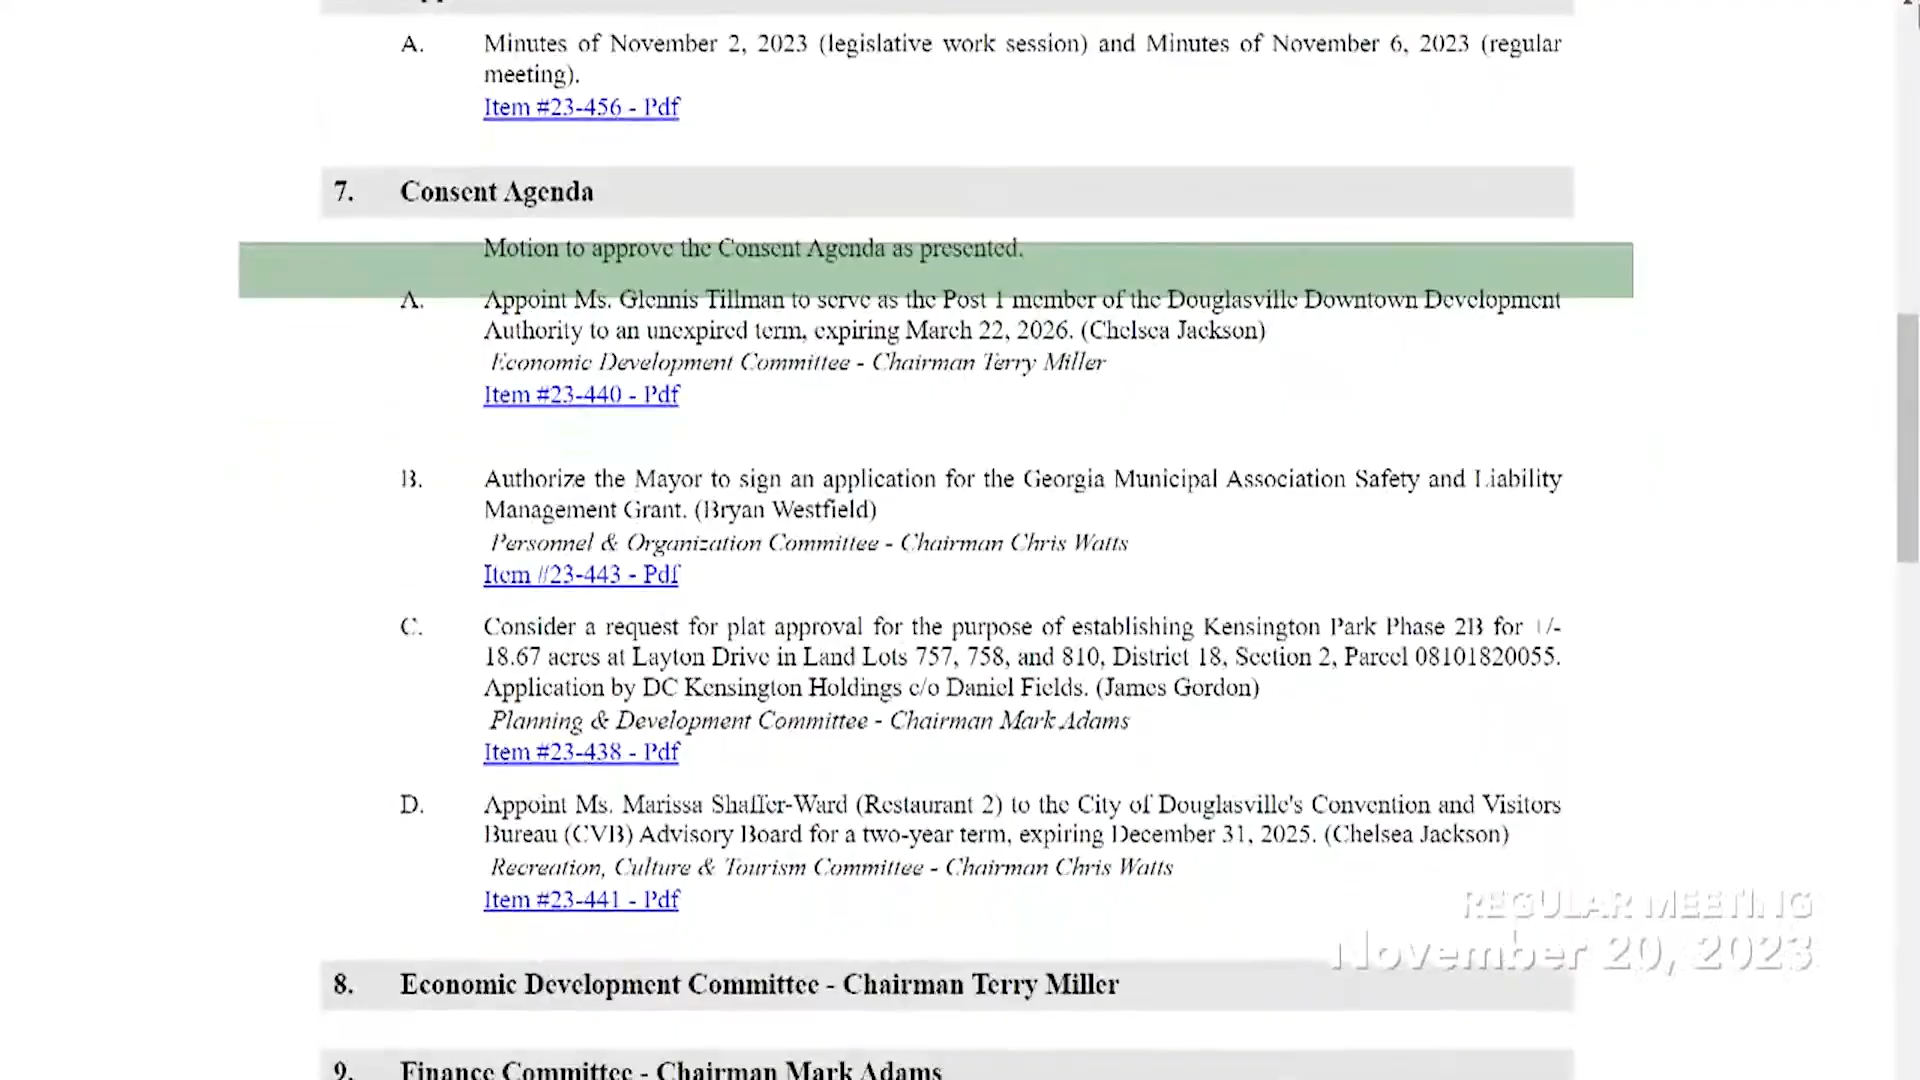 A. Minutes of November 2, 2023 (legislative work session) and Minutes of November 6, 2023 (regular
meeting).
Item #23-456 - Pdf
7. Consent Agenda
Motion to approve the Consent Agenda as presented.
A. Appoint Ms. Glennis Tillman to serve as the Post 1 member of the Douglasville Downtown Development
Authority to an unexpired term, expiring March 22, 2026. (Chelsea Jackson)
Economic Development Committee - Chairman Terry Miller
Item #23-440 - Pdf
B. Authorize the Mayor to sign an application for the Georgia Municipal Association Safety and Liability
Management Grant. (Bryan Westfield)
Personnel & Organization Committee - Chairman Chris Watts
Item #23-443 - Pdf
C. Consider a request for plat approval for the purpose of establishing Kensington Park Phase 2B for +/-
18.67 acres at Layton Drive in Land Lots 757, 758, and 810, District 18, Section 2, Parcel 08101820055.
Application by DC Kensington Holdings c/o Daniel Fields. (James Gordon)
Planning & Development Committee - Chairman Mark Adams
Item #23-438 - Pdf
D. Appoint Ms. Marissa Shaffer-Ward (Restaurant 2) to the City of Douglasville's Convention and Visitors
Bureau (CVB) Advisory Board for a two-year term, expiring December 31, 2025. (Chelsea Jackson)
Recreation, Culture & Tourism Committee - Chairman Chris Watts
Item #23-441 - Pdf
REGULAR MEETING
November 20, 2023
8. Economic Development Committee - Chairman Terry Miller
9. Finance Committee - Chairman Mark Adams